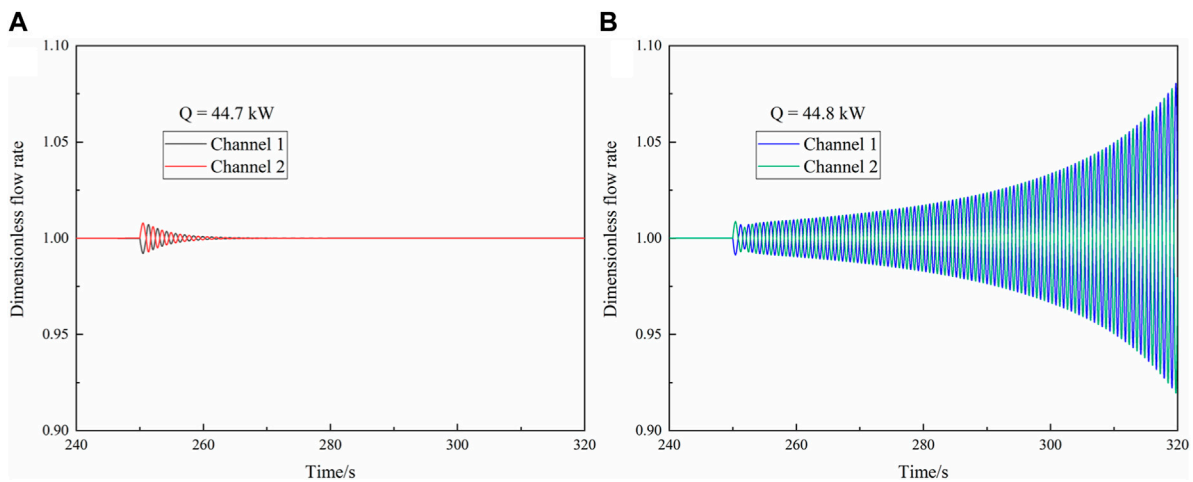 A
1.10
1.05
1.00
0.95
0.90
Dimensionless flow rate
Q = 44.7 kW
Channel 1
Channel 2
240
260
280
300
320
Time/s
B
1.10
1.05
1.00
0.95
0.90
Dimensionless flow rate
Q = 44.8 kW
Channel 1
Channel 2
240
260
280
300
320
Time/s